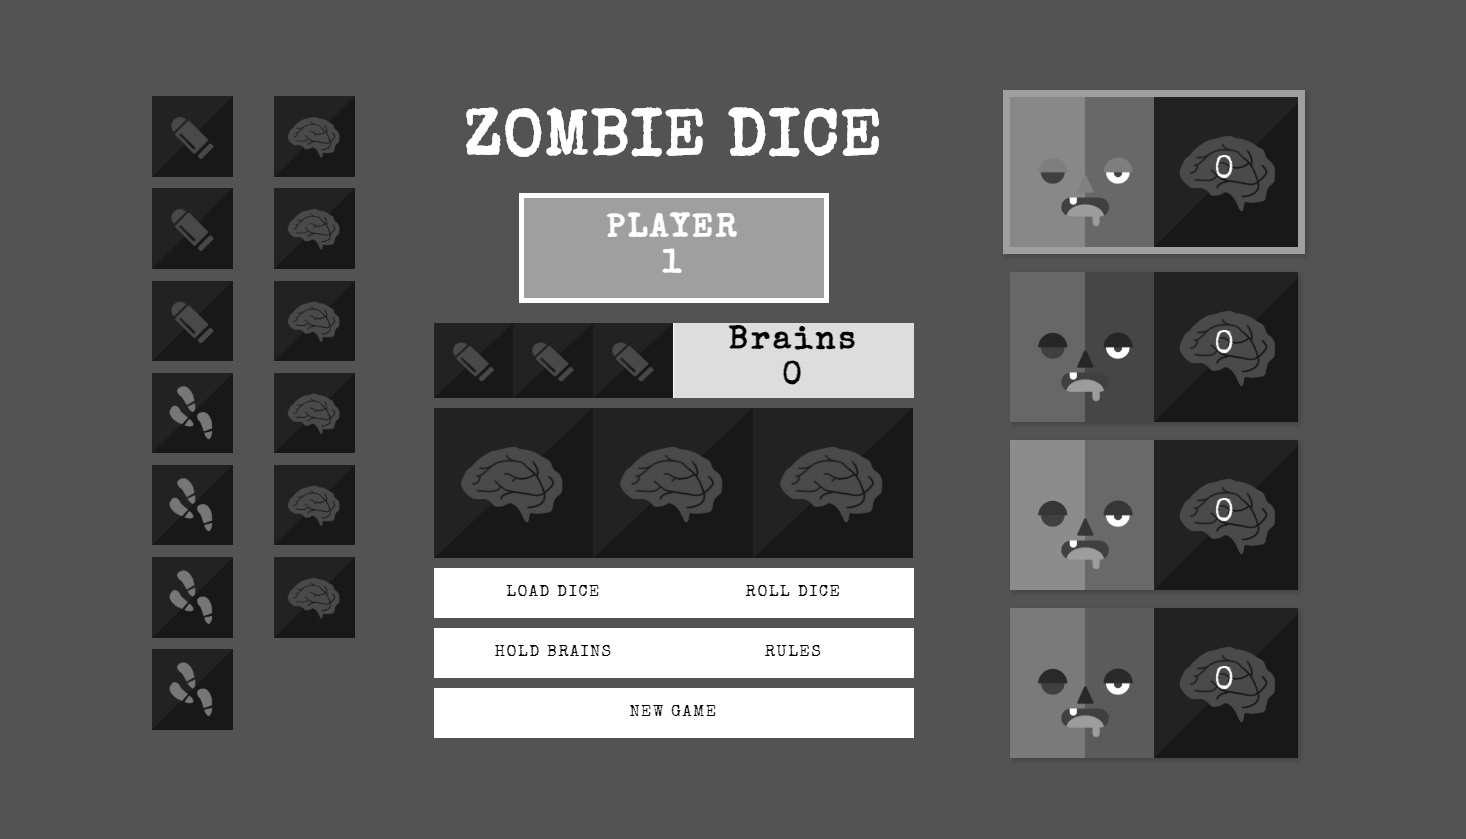 ZOMBIE DICE
PLAYER
1
Brains
0
LOAD DICE
ROLL DICE
HOLD BRAINS
RULES
NEW GAME
0
0
0
0